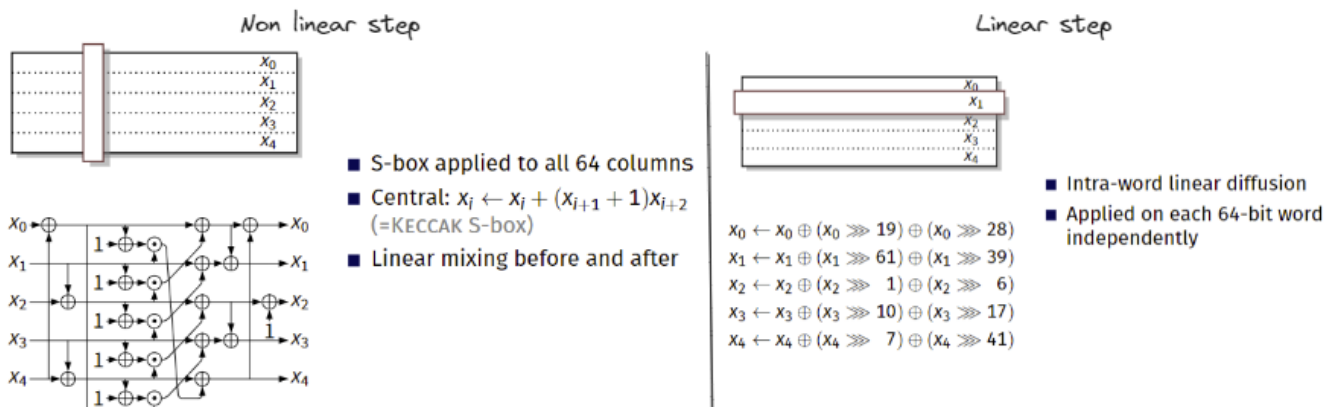 Non linear step
x₀
x₁
x₂
x₃
x₄
■ S-box applied to all 64 columns
■ Central: xᵢ ← xᵢ + (xᵢ₊₁ + 1)xᵢ₊₂
(=KECCAK S-box)
■ Linear mixing before and after
x₀ x₀
1
x₁ x₁
1
x₂ x₂
1 1
x₃ x₃
1
x₄ x₄
1
Linear step
x₀
x₁
x₂
x₃
x₄
x₀ ← x₀ ⊕ (x₀ ⋙ 19) ⊕ (x₀ ⋙ 28)
x₁ ← x₁ ⊕ (x₁ ⋙ 61) ⊕ (x₁ ⋙ 39)
x₂ ← x₂ ⊕ (x₂ ⋙ 1) ⊕ (x₂ ⋙ 6)
x₃ ← x₃ ⊕ (x₃ ⋙ 10) ⊕ (x₃ ⋙ 17)
x₄ ← x₄ ⊕ (x₄ ⋙ 7) ⊕ (x₄ ⋙ 41)
■ Intra-word linear diffusion
■ Applied on each 64-bit word
independently